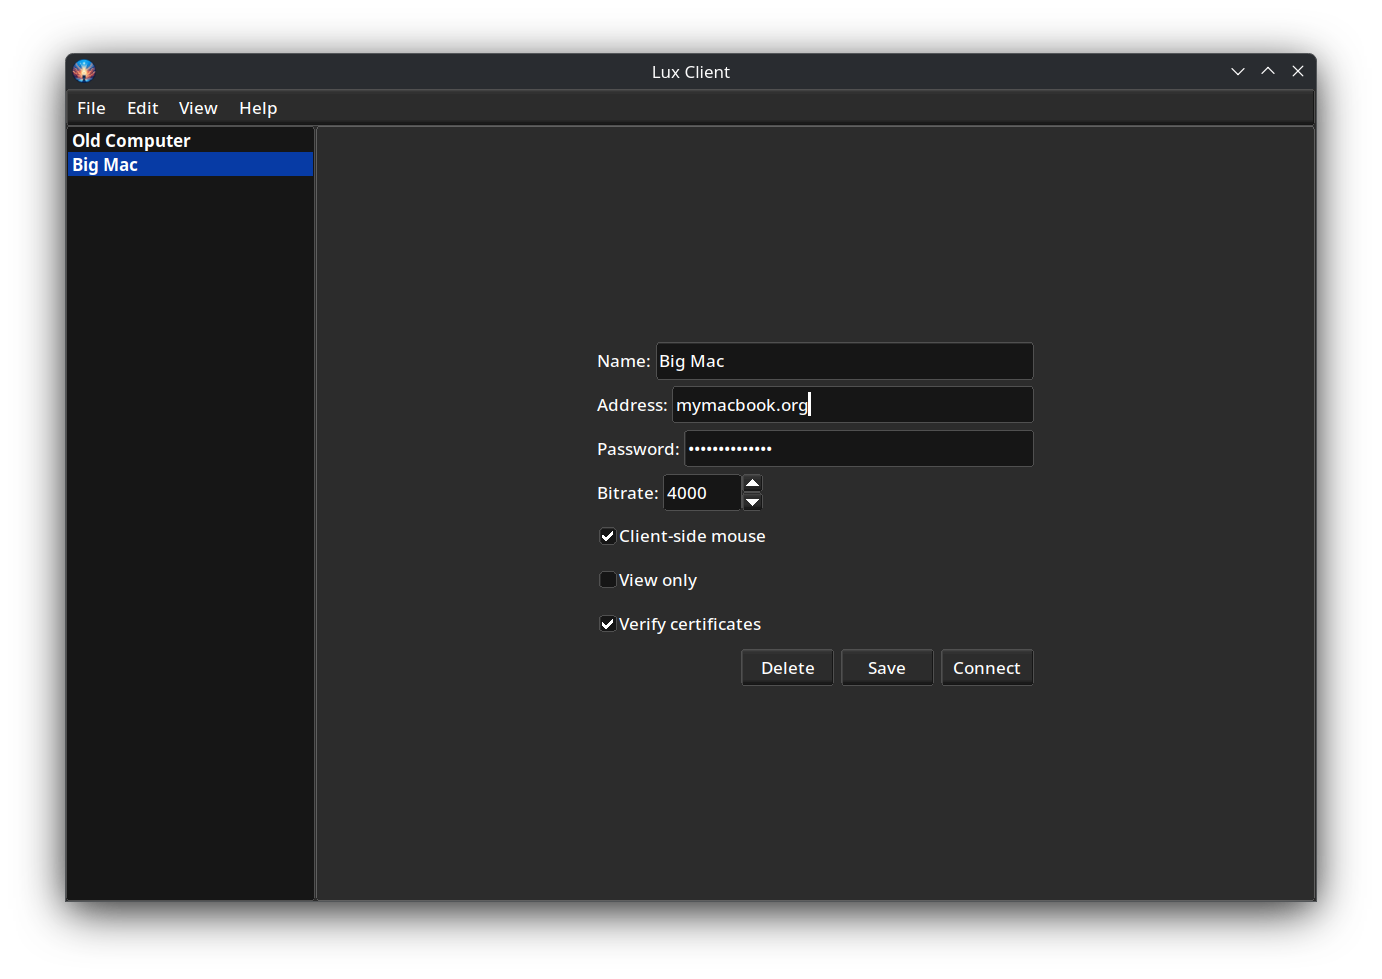 Lux Client
File Edit View Help
Old Computer
Big Mac
Name: Big Mac
Address: mymacbook.org
Password: ••••••••••••••
Bitrate: 4000
Client-side mouse
View only
Verify certificates
Delete Save Connect